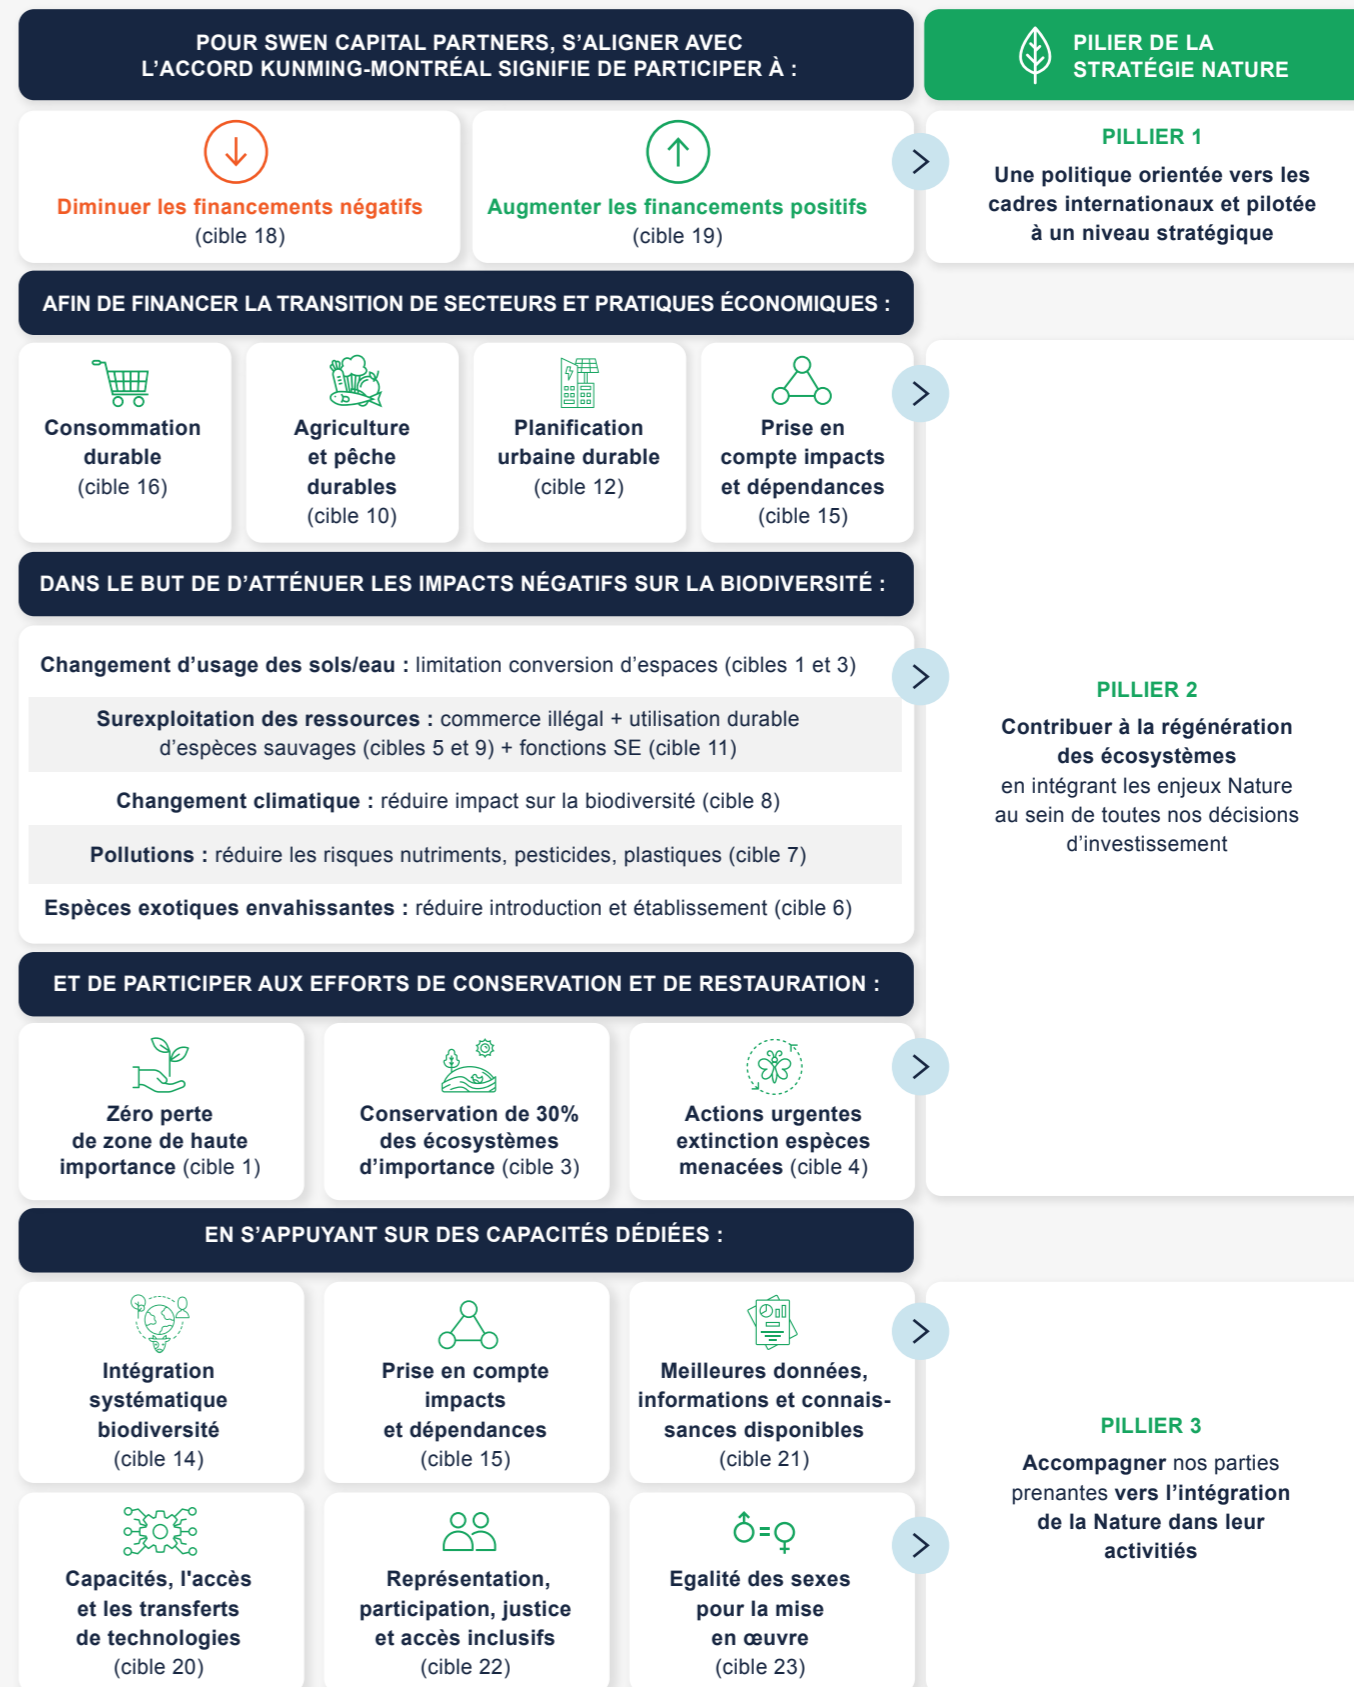 POUR SWEN CAPITAL PARTNERS, S’ALIGNER AVEC
L’ACCORD KUNMING-MONTRÉAL SIGNIFIE DE PARTICIPER À :
PILIER DE LA
STRATÉGIE NATURE
Diminuer les financements négatifs
(cible 18)
Augmenter les financements positifs
(cible 19)
PILLIER 1
Une politique orientée vers les
cadres internationaux et pilotée
à un niveau stratégique
AFIN DE FINANCER LA TRANSITION DE SECTEURS ET PRATIQUES ÉCONOMIQUES :
Consommation
durable
(cible 16)
Agriculture
et pêche
durables
(cible 10)
Planification
urbaine durable
(cible 12)
Prise en
compte impacts
et dépendances
(cible 15)
DANS LE BUT DE D’ATTÉNUER LES IMPACTS NÉGATIFS SUR LA BIODIVERSITÉ :
Changement d’usage des sols/eau : limitation conversion d’espaces (cibles 1 et 3)
Surexploitation des ressources : commerce illégal + utilisation durable
d’espèces sauvages (cibles 5 et 9) + fonctions SE (cible 11)
Changement climatique : réduire impact sur la biodiversité (cible 8)
Pollutions : réduire les risques nutriments, pesticides, plastiques (cible 7)
Espèces exotiques envahissantes : réduire introduction et établissement (cible 6)
PILLIER 2
Contribuer à la régénération
des écosystèmes
en intégrant les enjeux Nature
au sein de toutes nos décisions
d’investissement
ET DE PARTICIPER AUX EFFORTS DE CONSERVATION ET DE RESTAURATION :
Zéro perte
de zone de haute
importance (cible 1)
Conservation de 30%
des écosystèmes
d’importance (cible 3)
Actions urgentes
extinction espèces
menacées (cible 4)
EN S’APPUYANT SUR DES CAPACITÉS DÉDIÉES :
Intégration
systématique
biodiversité
(cible 14)
Prise en compte
impacts
et dépendances
(cible 15)
Meilleures données,
informations et connais-
sances disponibles
(cible 21)
Capacités, l'accès
et les transferts
de technologies
(cible 20)
Représentation,
participation, justice
et accès inclusifs
(cible 22)
Egalité des sexes
pour la mise
en œuvre
(cible 23)
PILLIER 3
Accompagner nos parties
prenantes vers l’intégration
de la Nature dans leur
activitiés